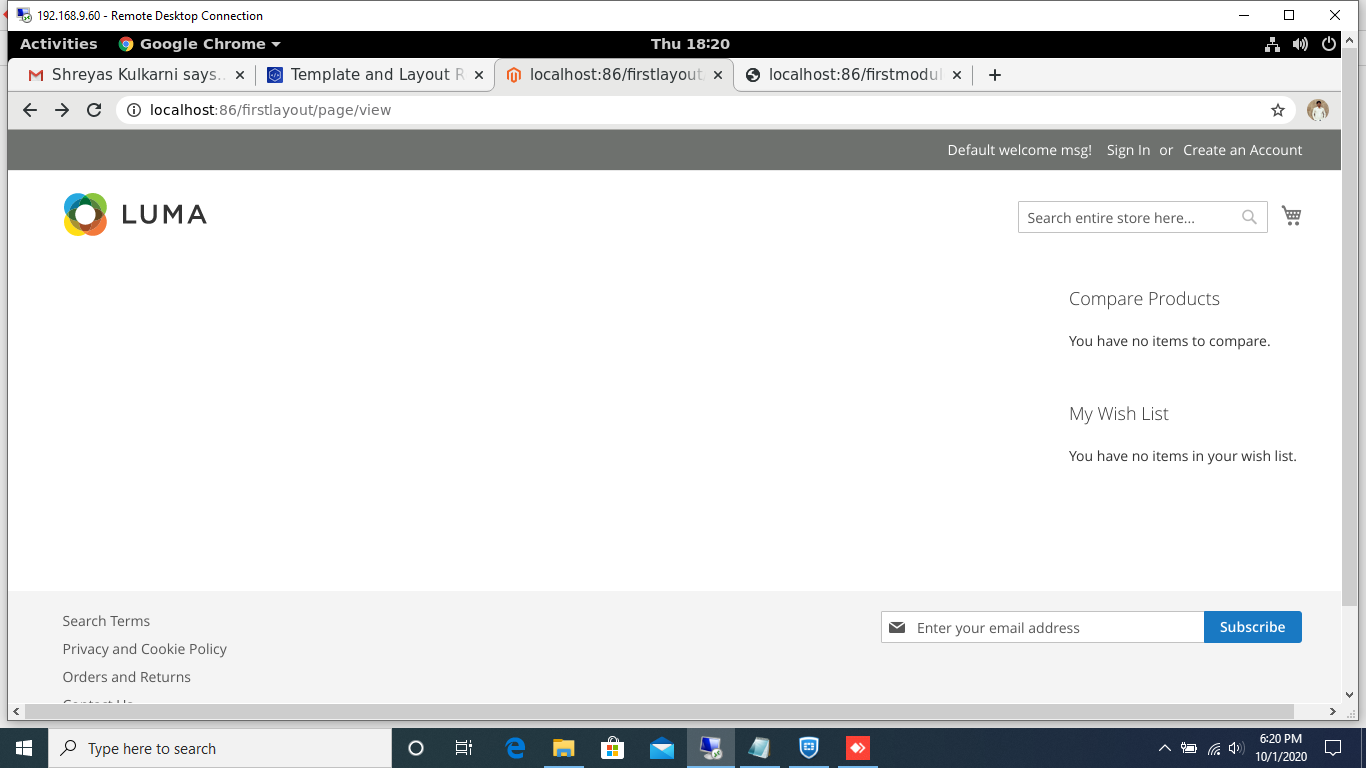 192.168.9.60 - Remote Desktop Connection
Activities Google Chrome Thu 18:20
Shreyas Kulkarni says.. Template and Layout R localhost:86/firstlayout localhost:86/firstmodul
localhost:86/firstlayout/page/view
Default welcome msg! Sign In or Create an Account
LUMA
Search entire store here...
Compare Products
You have no items to compare.
My Wish List
You have no items in your wish list.
Search Terms
Enter your email address Subscribe
Privacy and Cookie Policy
Orders and Returns
Contact Us
Type here to search
6:20 PM
10/1/2020